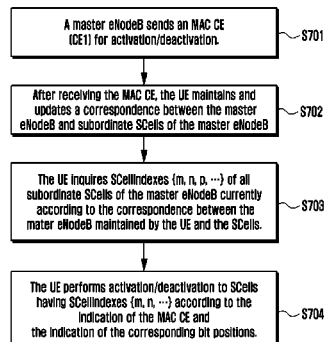 A master eNodeB sends an MAC CE
(CE1) for activation/deactivation.
S701
After receiving the MAC CE, the UE maintains and
updates a correspondence between the master
eNodeB and subordinate SCells of the master eNodeB
S702
The UE inquires SCellIndexes {m, n, p, ···} of all
subordinate SCells of the master eNodeB currently
according to the correspondence between the
mater eNodeB maintained by the UE and the SCells.
S703
The UE performs activation/deactivation to SCells
having SCellIndexes {m, n, ···} according to the
indication of the MAC CE and
the indication of the corresponding bit positions.
S704